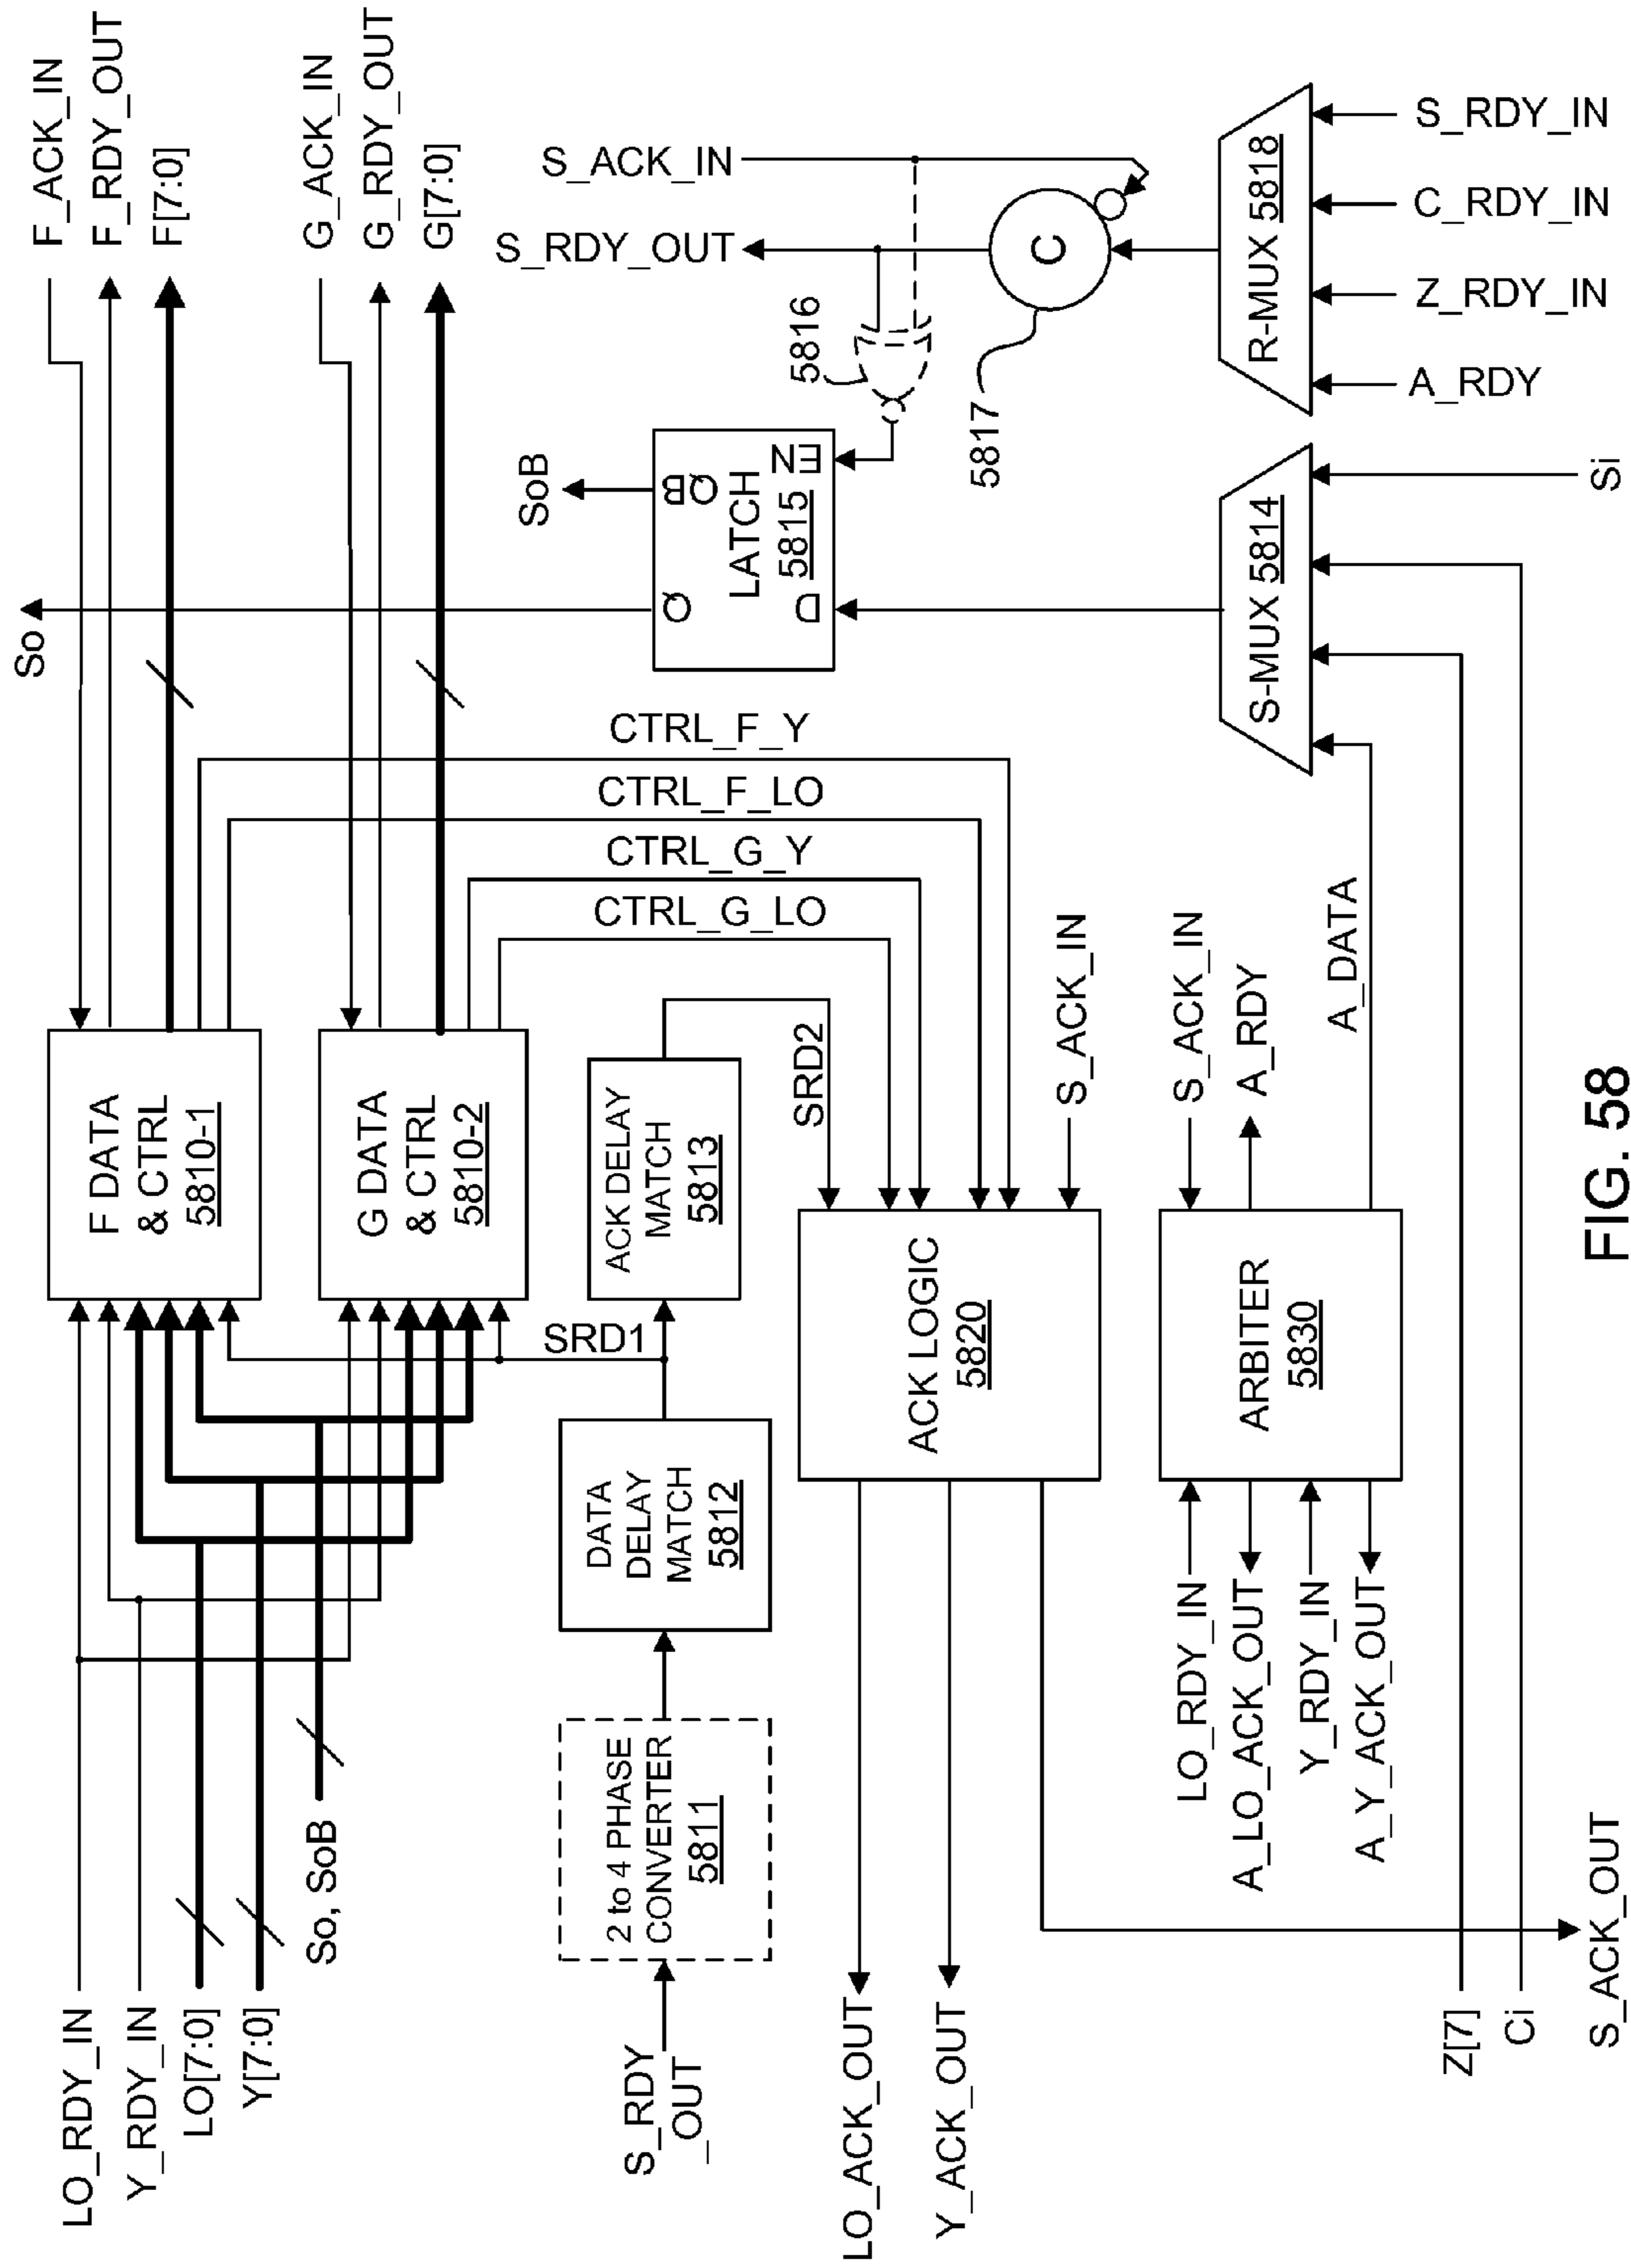 LO_RDY_IN
Y_RDY_IN
LO[7:0]
Y[7:0]
So, SoB
F DATA
& CTRL
5810-1
F_ACK_IN
F_RDY_OUT
F[7:0]
G DATA
& CTRL
5810-2
G_ACK_IN
G_RDY_OUT
G[7:0]
So
S_RDY
_OUT
2 to 4 PHASE
CONVERTER
5811
DATA
DELAY
MATCH
5812
SRD1
ACK DELAY
MATCH
5813
SRD2
CTRL_F_Y
CTRL_F_LO
CTRL_G_Y
CTRL_G_LO
SoB
Q
QB
LATCH
5815
D
EN
S_ACK_IN
S_RDY_OUT
5816
C
5817
LO_ACK_OUT
Y_ACK_OUT
ACK LOGIC
5820
S_ACK_IN
LO_RDY_IN
A_LO_ACK_OUT
Y_RDY_IN
A_Y_ACK_OUT
ARBITER
5830
S_ACK_IN
A_RDY
A_DATA
S-MUX 5814
R-MUX 5818
A_RDY
Z_RDY_IN
C_RDY_IN
S_RDY_IN
Z[7]
Ci
Si
S_ACK_OUT
FIG. 58